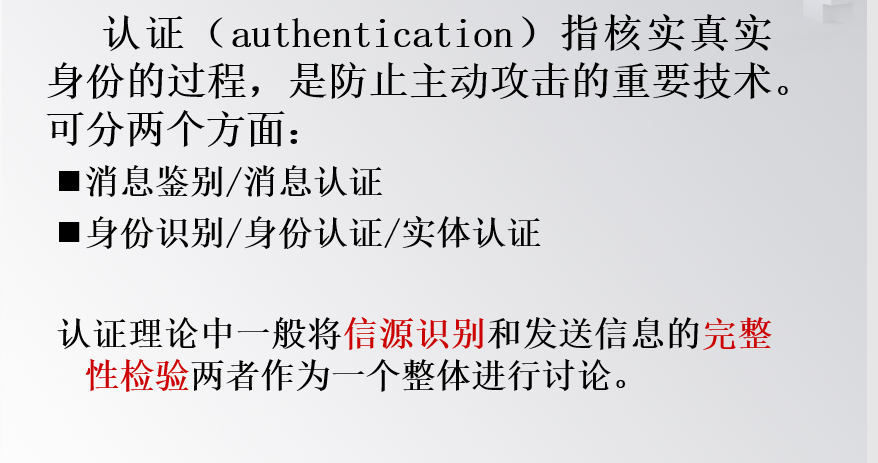 认证（authentication）指核实真实
身份的过程，是防止主动攻击的重要技术。
可分两个方面：
■消息鉴别/消息认证
■身份识别/身份认证/实体认证
认证理论中一般将信源识别和发送信息的完整
性检验两者作为一个整体进行讨论。